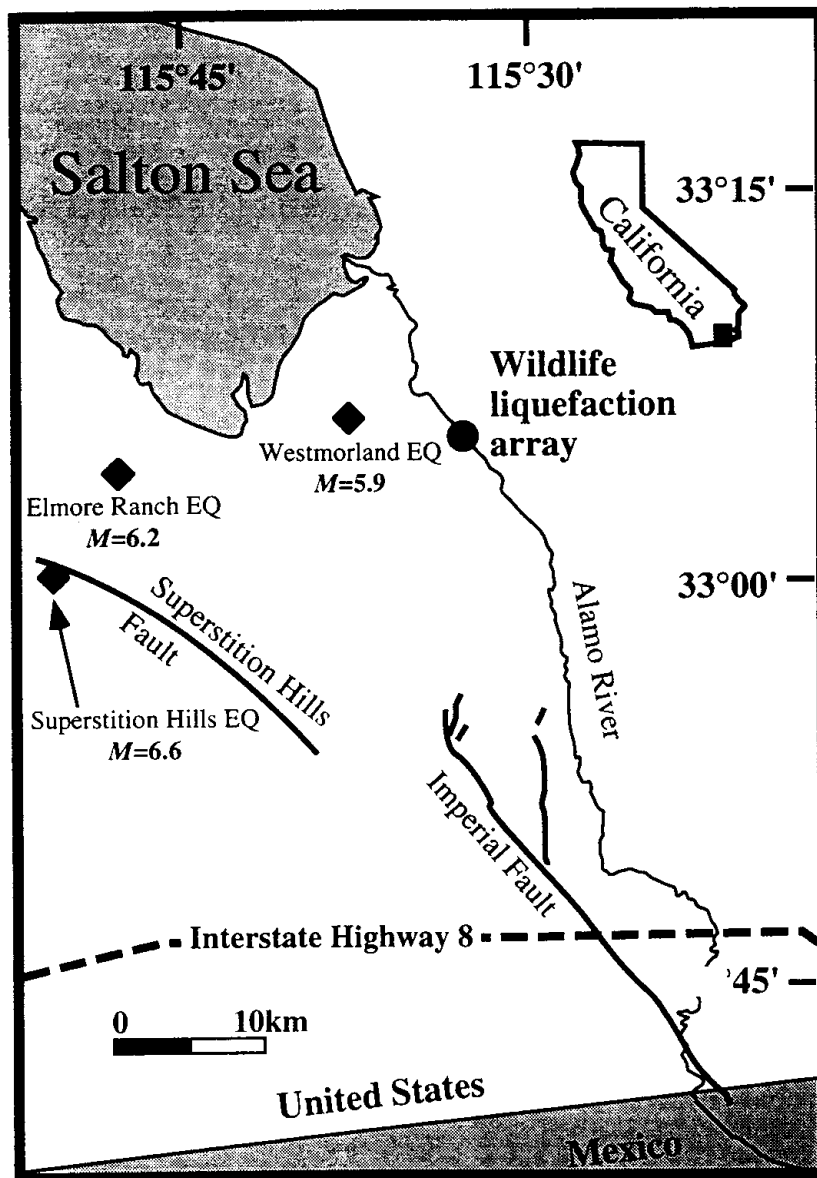 115°45'
115°30'
Salton Sea
33°15'
California
Wildlife
liquefaction
array
Westmorland EQ
M=5.9
Elmore Ranch EQ
M=6.2
33°00'
Superstition Hills
Fault
Alamo River
Superstition Hills EQ
M=6.6
Imperial Fault
Interstate Highway 8
'45'
0 10km
United States
Mexico